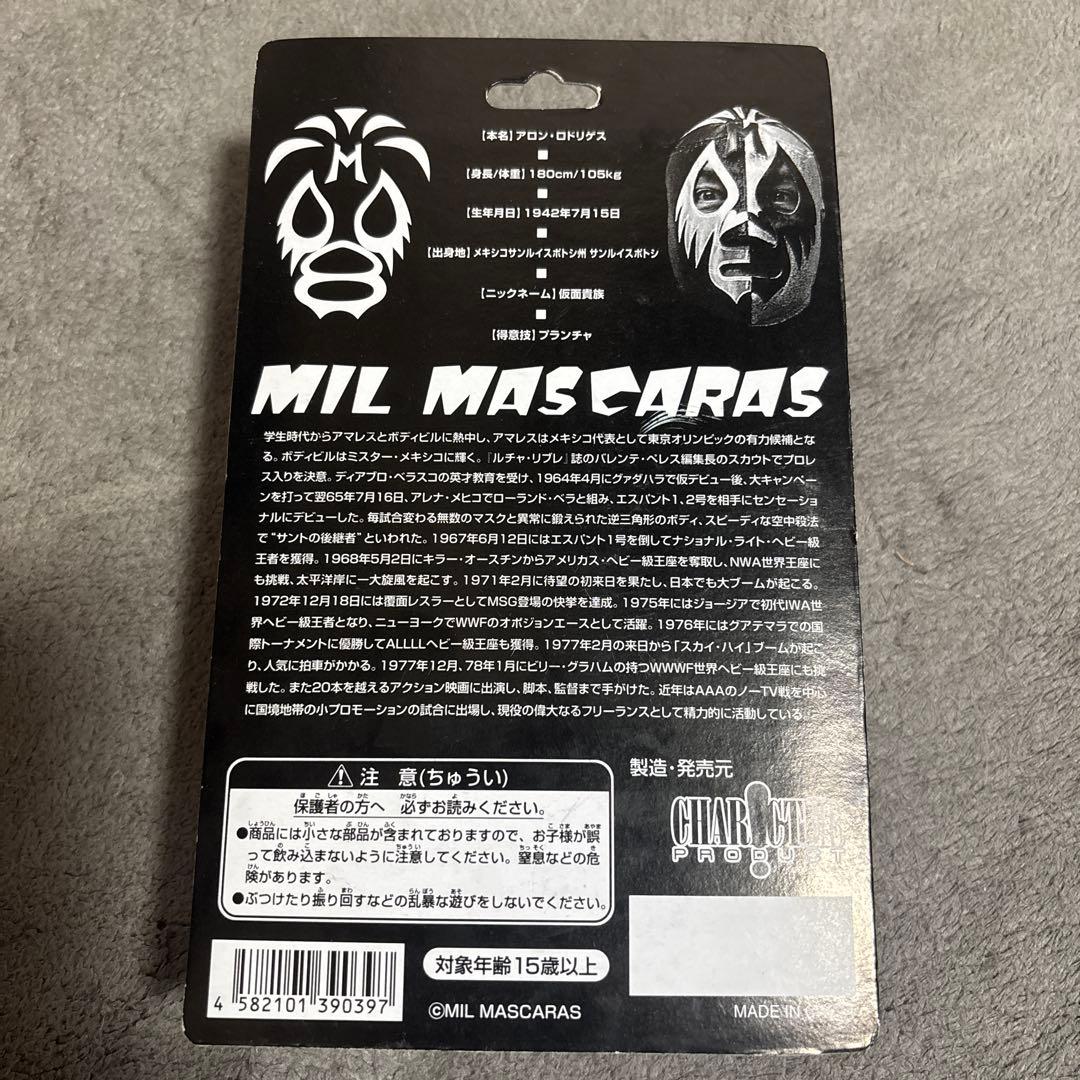 M
【本名】アロン・ロドリゲス
【身長/体重】180cm/105kg
【生年月日】1942年7月15日
【出身地】メキシコサンルイスポトシ州 サンルイスポトシ
【ニックネーム】仮面貴族
【得意技】プランチャ
MIL MASCARAS
学生時代からアマレスとボディビルに熱中し、アマレスはメキシコ代表として東京オリンピックの有力候補とな
る。ボディビルはミスター・メキシコに輝く。『ルチャ・リブレ』誌のバレンテ・ペレス編集長のスカウトでプロレ
ス入りを決意。ディアブロ・ベラスコの英才教育を受け、1964年4月にグァダハラで仮デビュー後、大キャンペー
ンを打って翌65年7月16日、アレナ・メヒコでローランド・ベラと組み、エスパント1、2号を相手にセンセーショ
ナルにデビューした。毎試合変わる無数のマスクと異常に鍛えられた逆三角形のボディ、スピーディな空中殺法
で“サントの後継者”といわれた。1967年6月12日にはエスパント1号を倒してナショナル・ライト・ヘビー級
王者を獲得。1968年5月2日にキラー・オースチンからアメリカス・ヘビー級王座を奪取し、NWA世界王座に
も挑戦、太平洋岸に一大旋風を起こす。1971年2月に待望の初来日を果たし、日本でも大ブームが起こる。
1972年12月18日には覆面レスラーとしてMSG登場の快挙を達成。1975年にはジョージアで初代IWA世
界ヘビー級王者となり、ニューヨークでWWFのオポジョンエースとして活躍。1976年にはグアテマラでの国
際トーナメントに優勝してALLLLヘビー級王座も獲得。1977年2月の来日から「スカイ・ハイ」ブームが起こ
り、人気に拍車がかかる。1977年12月、78年1月にビリー・グラハムの持つWWWF世界ヘビー級王座にも挑
戦した。また20本を越えるアクション映画に出演し、脚本、監督まで手がけた。近年はAAAのノーTV戦を中心
に国境地帯の小プロモーションの試合に出場し、現役の偉大なるフリーランスとして精力的に活動している。
注 意(ちゅうい)
保護者の方へ 必ずお読みください。
●商品には小さな部品が含まれておりますので、お子様が誤
って飲み込まないように注意してください。窒息などの危
険があります。
●ぶつけたり振り回すなどの乱暴な遊びをしないでください。
製造・発売元
CHARACTER
PRODUCT
対象年齢15歳以上
4 582101 390397
©MIL MASCARAS
MADE IN